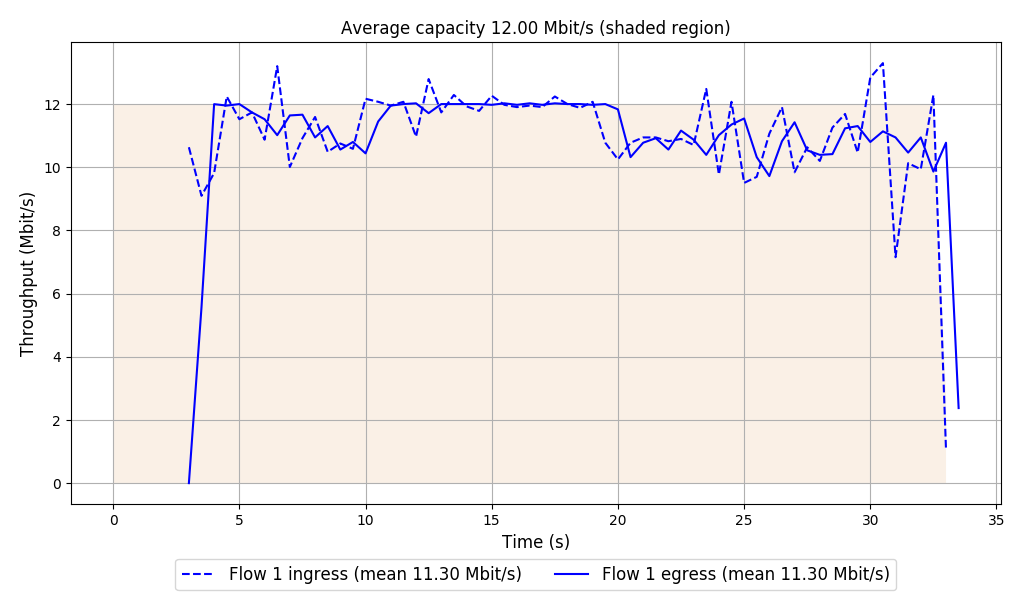 Average capacity 12.00 Mbit/s (shaded region)
Throughput (Mbit/s)
12
10
8
6
4
2
0
0 5 10 15 20 25 30 35
Time (s)
Flow 1 ingress (mean 11.30 Mbit/s) Flow 1 egress (mean 11.30 Mbit/s)